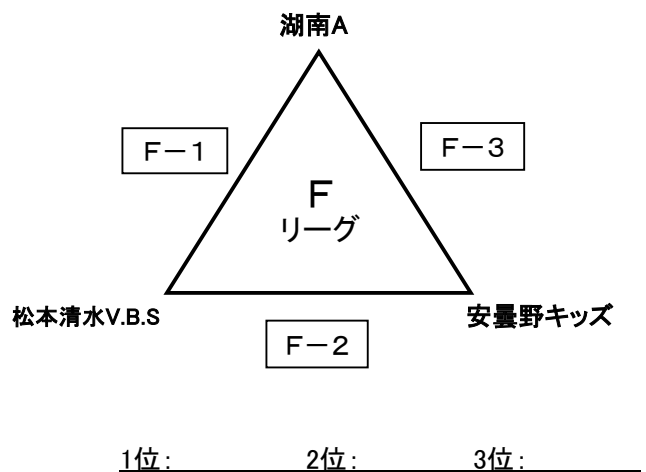 湖南A
F－1
F－3
F
リーグ
松本清水V.B.S
安曇野キッズ
F－2
1位： 2位： 3位：